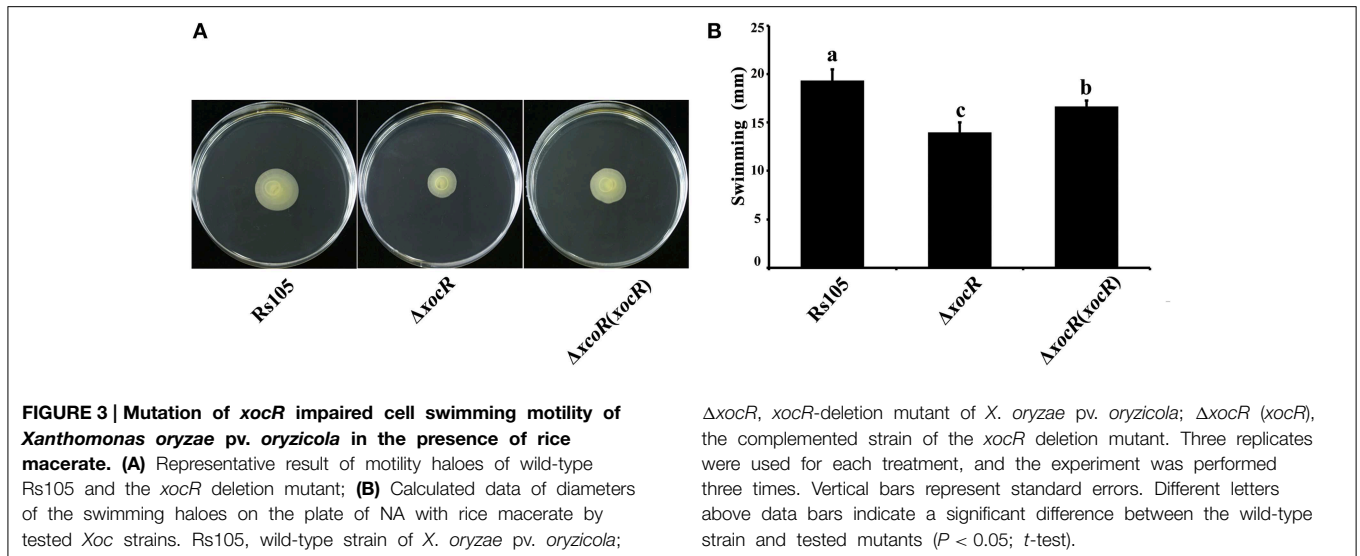 A
Rs105
ΔxocR
ΔxcoR(xocR)
B
25
20
15
10
5
0
Swimming (mm)
a
c
b
Rs105
ΔxocR
ΔxocR(xocR)
FIGURE 3 | Mutation of xocR impaired cell swimming motility of
Xanthomonas oryzae pv. oryzicola in the presence of rice
macerate. (A) Representative result of motility haloes of wild-type
Rs105 and the xocR deletion mutant; (B) Calculated data of diameters
of the swimming haloes on the plate of NA with rice macerate by
tested Xoc strains. Rs105, wild-type strain of X. oryzae pv. oryzicola;
ΔxocR, xocR-deletion mutant of X. oryzae pv. oryzicola; ΔxocR (xocR),
the complemented strain of the xocR deletion mutant. Three replicates
were used for each treatment, and the experiment was performed
three times. Vertical bars represent standard errors. Different letters
above data bars indicate a significant difference between the wild-type
strain and tested mutants (P < 0.05; t-test).